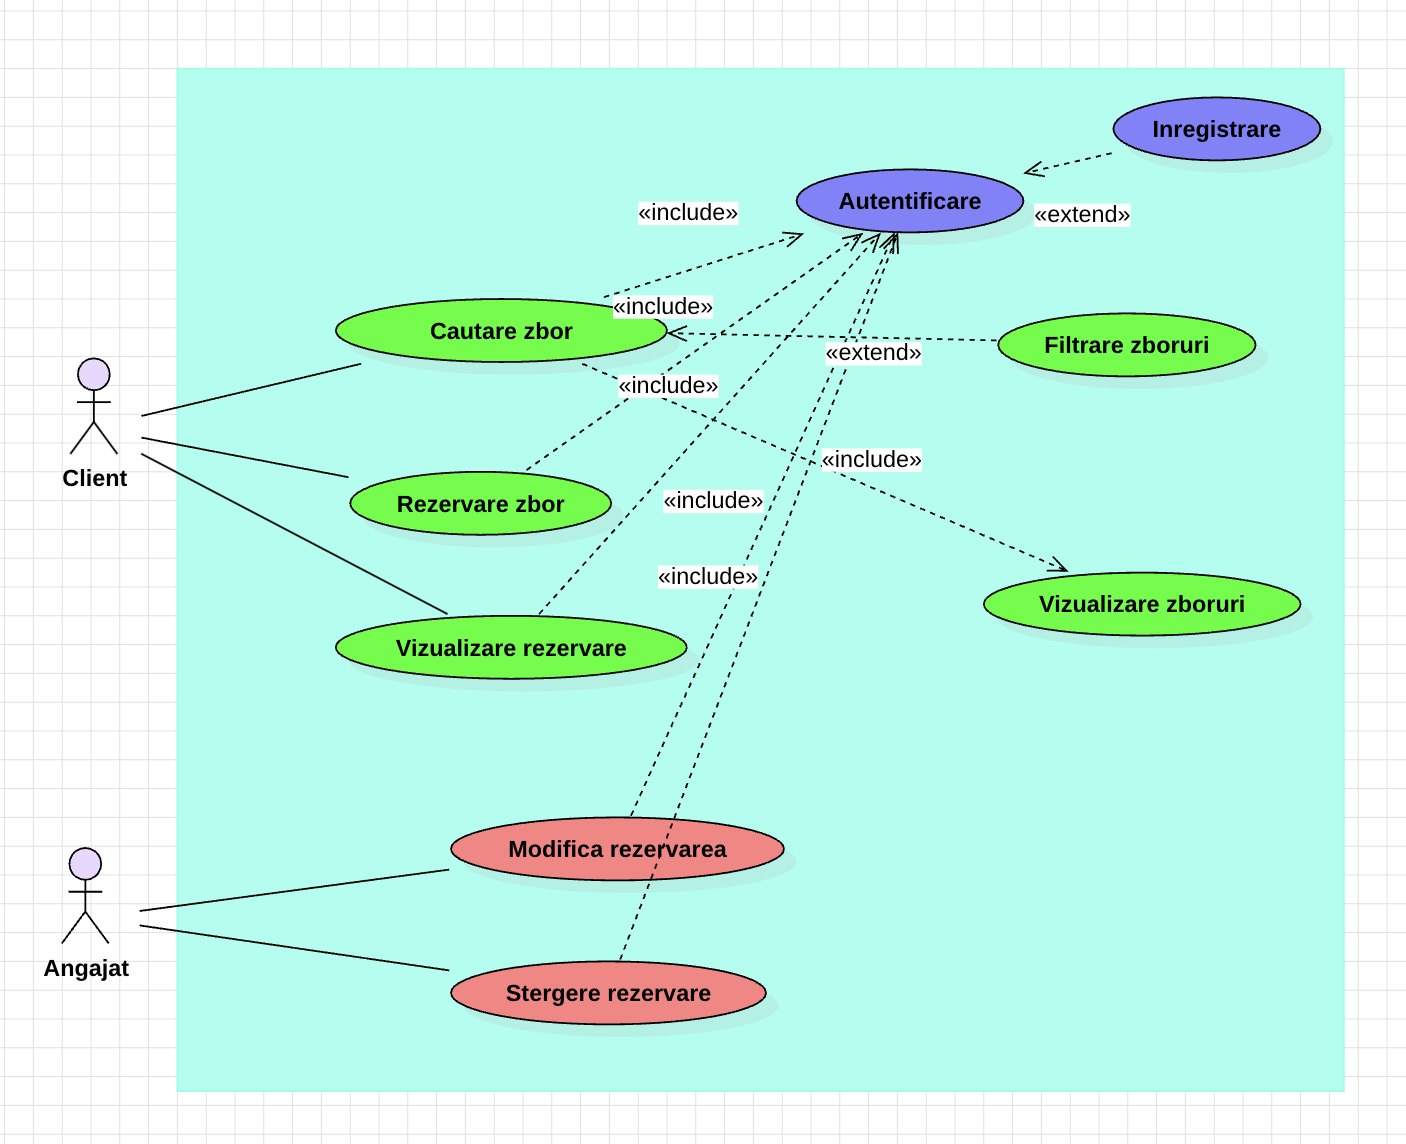 Inregistrare
Autentificare
«include»
«extend»
«include»
Cautare zbor
Filtrare zboruri
«extend»
«include»
«include»
Client
Rezervare zbor
«include»
«include»
Vizualizare zboruri
Vizualizare rezervare
Modifica rezervarea
Angajat
Stergere rezervare